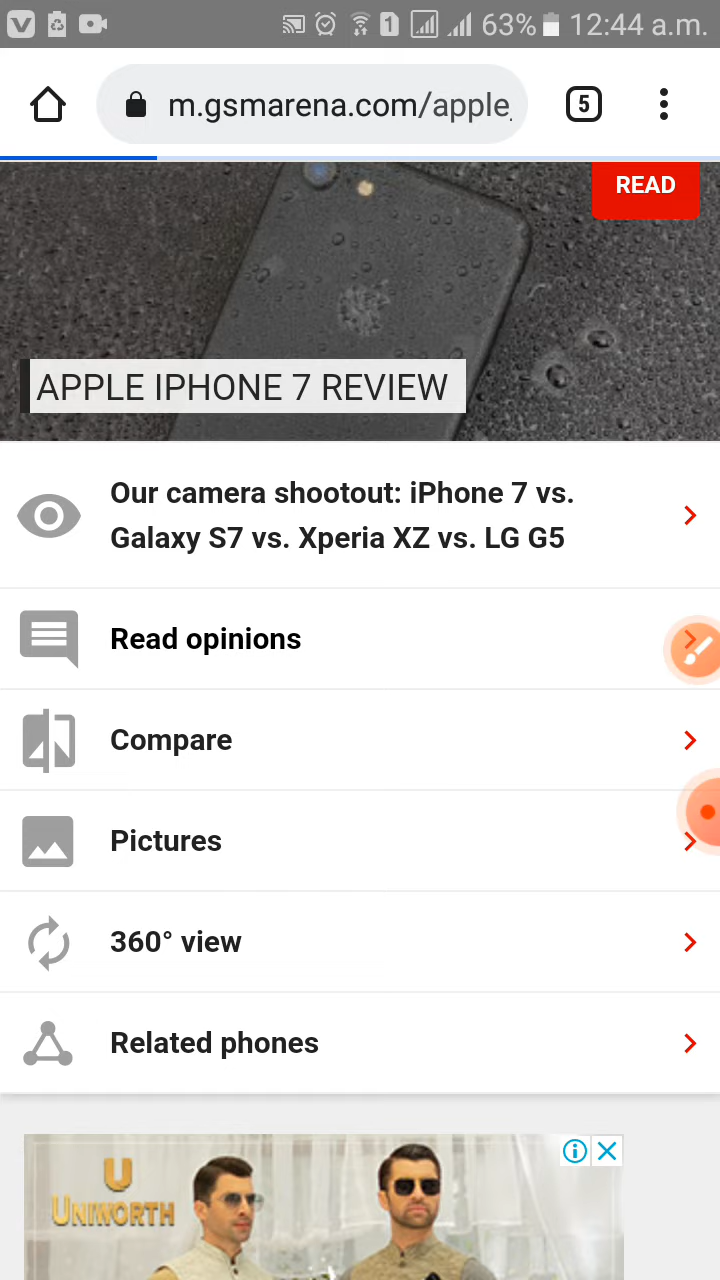 63% 12:44 a.m.
m.gsmarena.com/apple
5
READ
APPLE IPHONE 7 REVIEW
Our camera shootout: iPhone 7 vs.
Galaxy S7 vs. Xperia XZ vs. LG G5
Read opinions
Compare
Pictures
360° view
Related phones
UNIWORTH